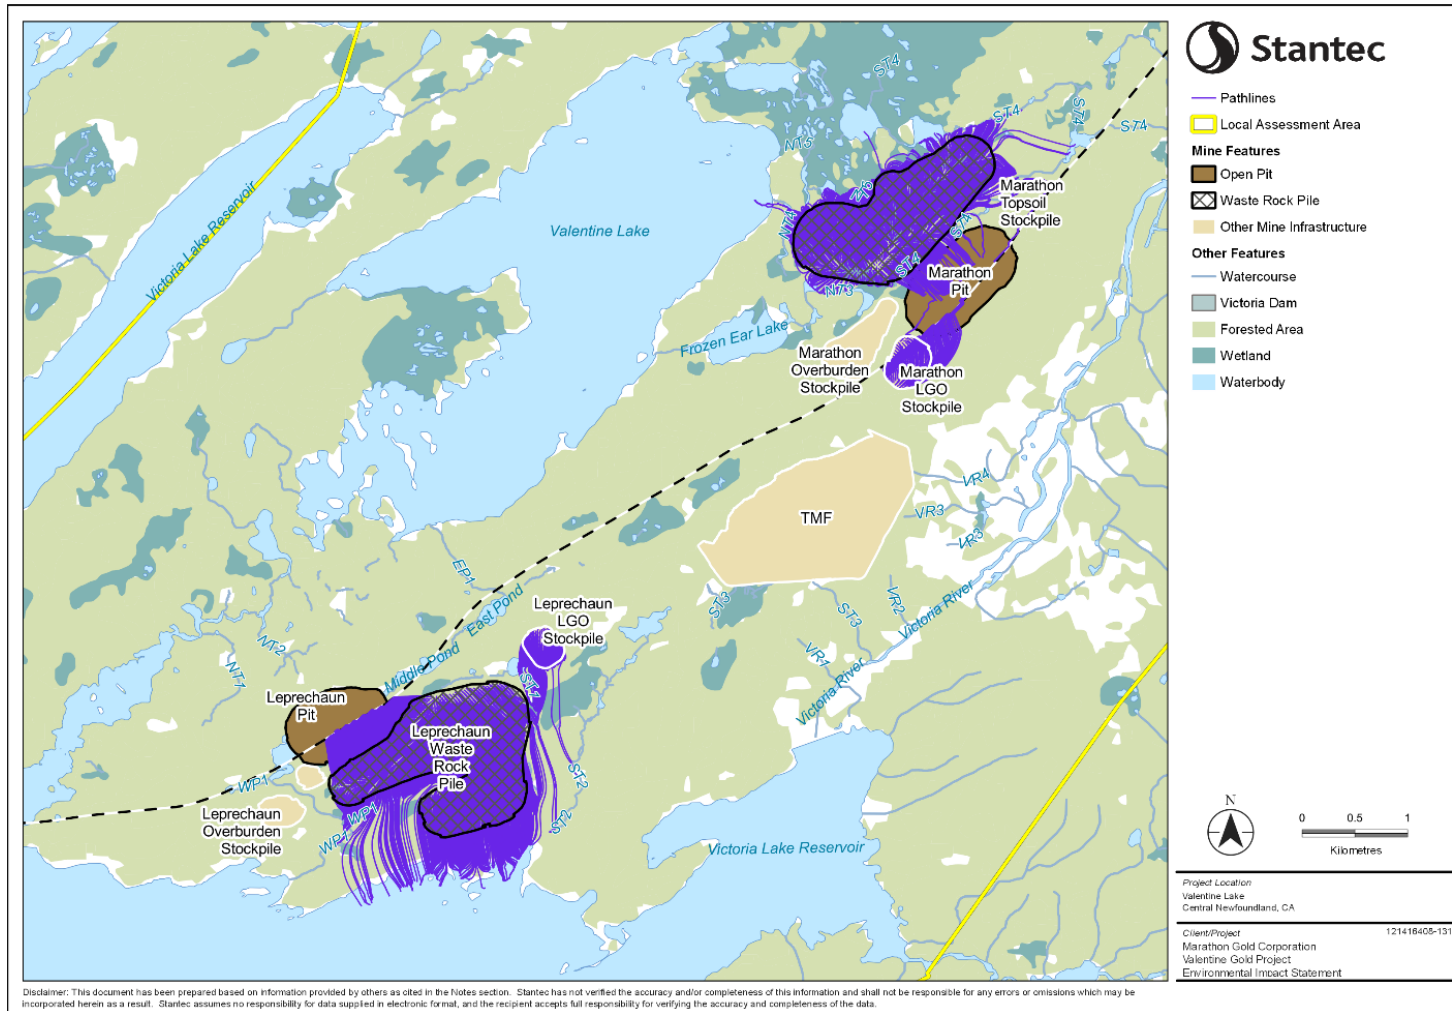 ST4
ST4
ST4
ST4
NT5
Victoria Lake Reservoir
Valentine Lake
Marathon
Topsoil
Stockpile
NT4
ST4
ST4
Marathon
Pit
NT3
Frozen Ear Lake
Marathon
Overburden
Stockpile
Marathon
LGO
Stockpile
VR4
TMF
VR3
VR3
EP1
East Pond
ST3
ST3
VR2
Victoria River
VR1
Victoria River
Leprechaun
LGO
Stockpile
NT2
NT1
Middle Pond
ST1
Leprechaun
Pit
Leprechaun
Waste
Rock
Pile
WP1
ST2
ST2
WP1
WP1
Leprechaun
Overburden
Stockpile
Victoria Lake Reservoir
Stantec
Pathlines
Local Assessment Area
Mine Features
Open Pit
Waste Rock Pile
Other Mine Infrastructure
Other Features
Watercourse
Victoria Dam
Forested Area
Wetland
Waterbody
N
0 0.5 1
Kilometres
Project Location
Valentine Lake
Central Newfoundland, CA
Client/Project 121416408-131
Marathon Gold Corporation
Valentine Gold Project
Environmental Impact Statement
Disclaimer: This document has been prepared based on information provided by others as cited in the Notes section. Stantec has not verified the accuracy and/or completeness of this information and shall not be responsible for any errors or omissions which may be
incorporated herein as a result. Stantec assumes no responsibility for data supplied in electronic format, and the recipient accepts full responsibility for verifying the accuracy and completeness of the data.